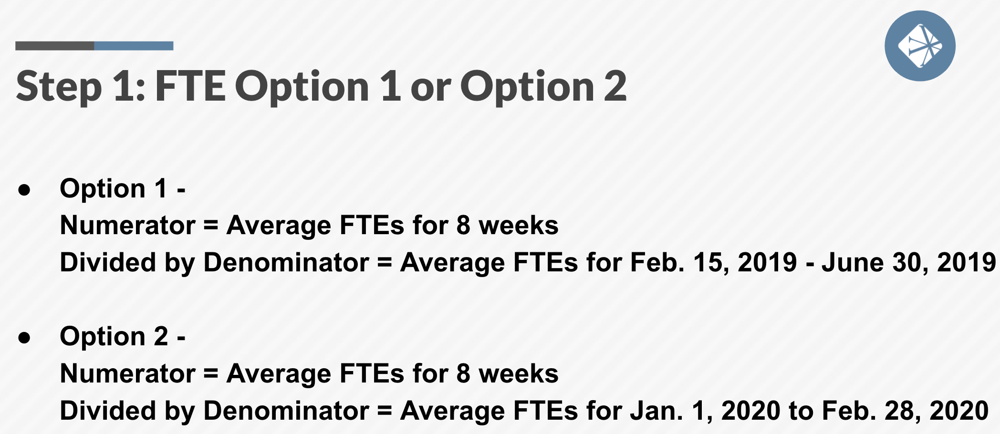 Step 1: FTE Option 1 or Option 2
● Option 1 -
Numerator = Average FTEs for 8 weeks
Divided by Denominator = Average FTEs for Feb. 15, 2019 - June 30, 2019
● Option 2 -
Numerator = Average FTEs for 8 weeks
Divided by Denominator = Average FTEs for Jan. 1, 2020 to Feb. 28, 2020